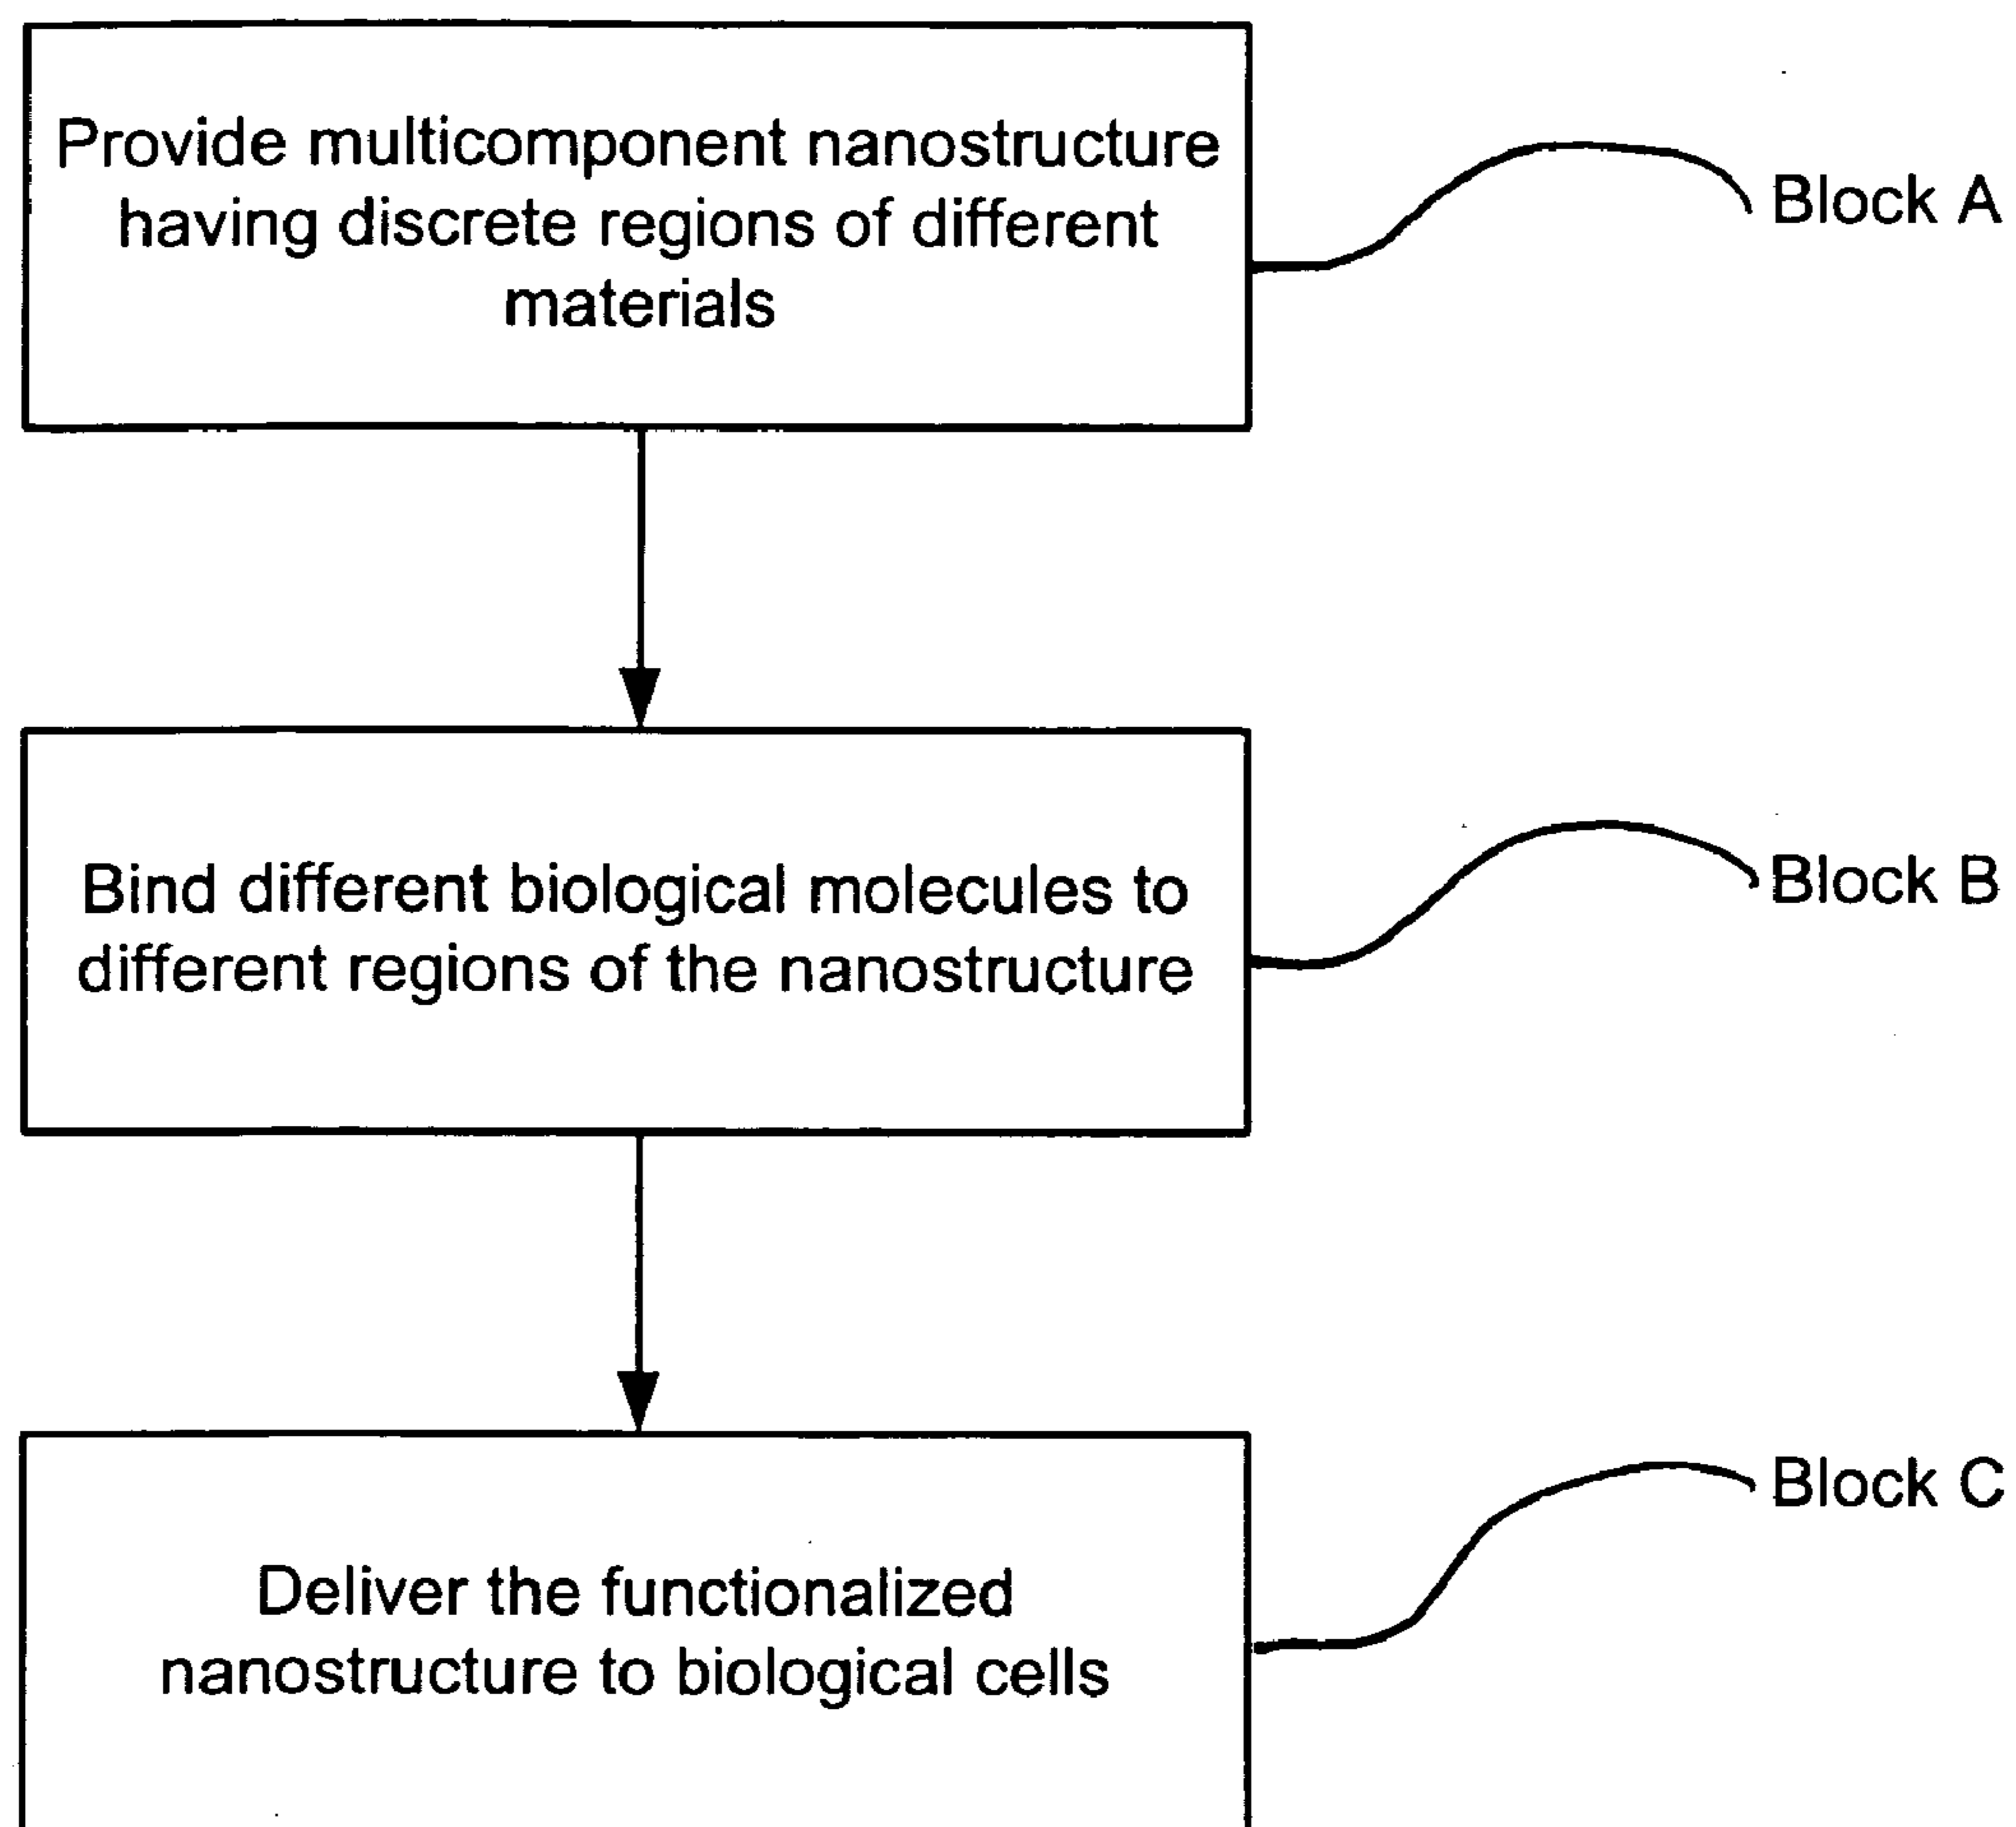 Provide multicomponent nanostructure
having discrete regions of different
materials
Block A
Bind different biological molecules to
different regions of the nanostructure
Block B
Deliver the functionalized
nanostructure to biological cells
Block C